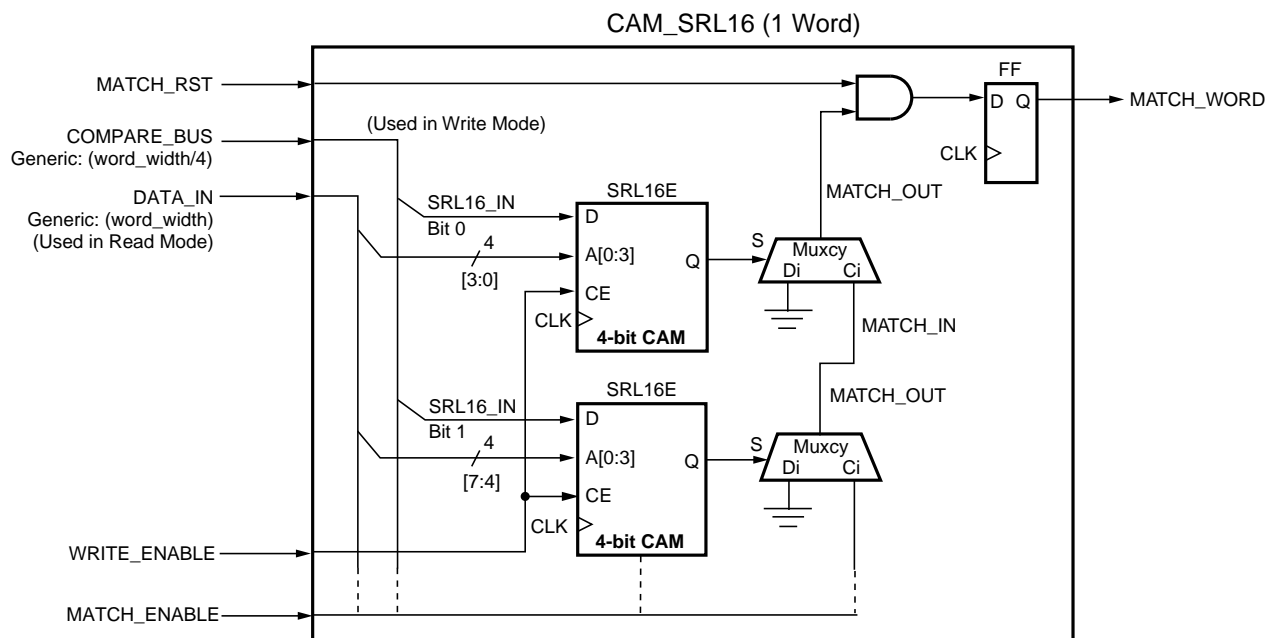 CAM_SRL16 (1 Word)
FF
MATCH_RST
D Q
MATCH_WORD
(Used in Write Mode)
COMPARE_BUS
Generic: (word_width/4)
CLK
DATA_IN
Generic: (word_width)
(Used in Read Mode)
SRL16E
MATCH_OUT
SRL16_IN
Bit 0
D
4
[3:0]
A[0:3]
Q
S
Muxcy
Di Ci
CE
CLK
4-bit CAM
MATCH_IN
SRL16E
MATCH_OUT
SRL16_IN
Bit 1
D
4
[7:4]
A[0:3]
Q
S
Muxcy
Di Ci
CE
CLK
4-bit CAM
WRITE_ENABLE
MATCH_ENABLE